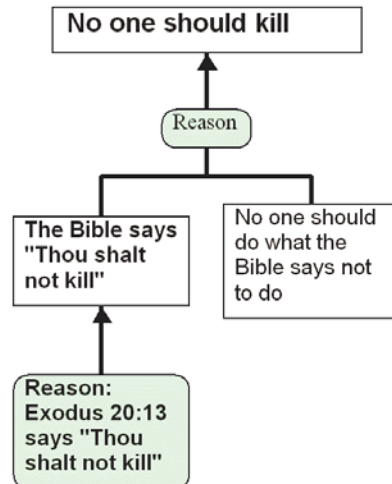 No one should kill
Reason
The Bible says
"Thou shalt
not kill"
No one should
do what the
Bible says not
to do
Reason:
Exodus 20:13
says "Thou
shalt not kill"